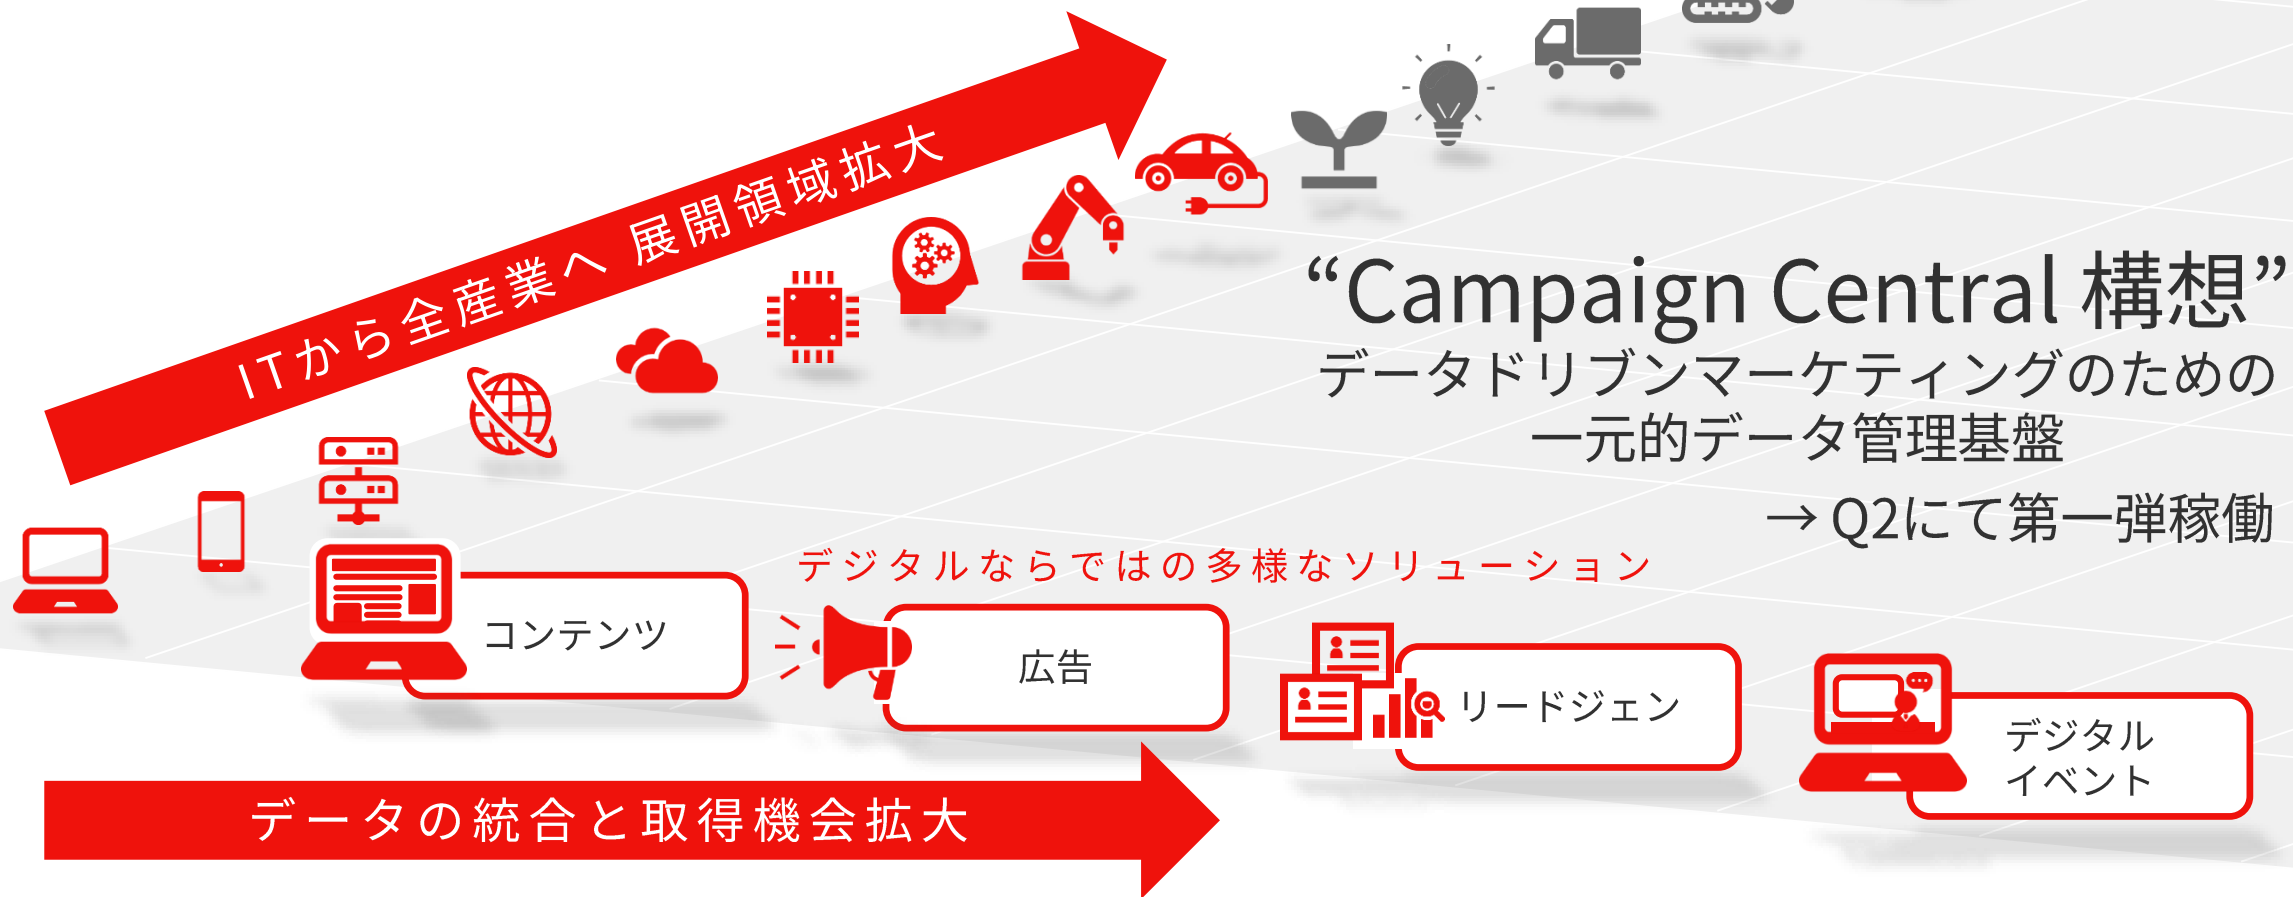 ITから全産業へ 展開領域拡大
“Campaign Central 構想”
データドリブンマーケティングのための
一元的データ管理基盤
→ Q2にて第一弾稼働
デジタルならではの多様なソリューション
コンテンツ
広告
リードジェン
デジタル
イベント
データの統合と取得機会拡大